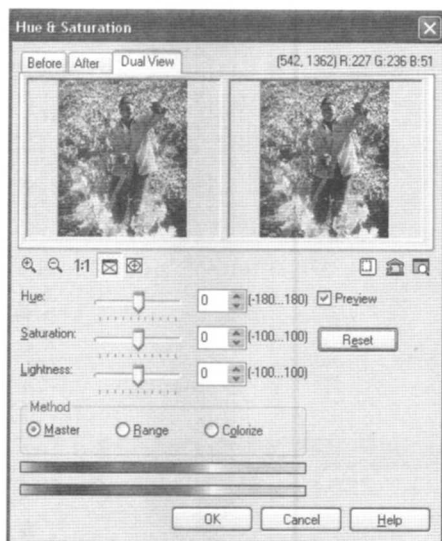 Hue & Saturation
Before After Dual View (542, 1362) R:227 G:236 B:51
1:1
Hue: 0 (-180...180) Preview
Saturation: 0 (-100...100) Reset
Lightness: 0 (-100...100)
Method
Master Range Colorize
OK Cancel Help